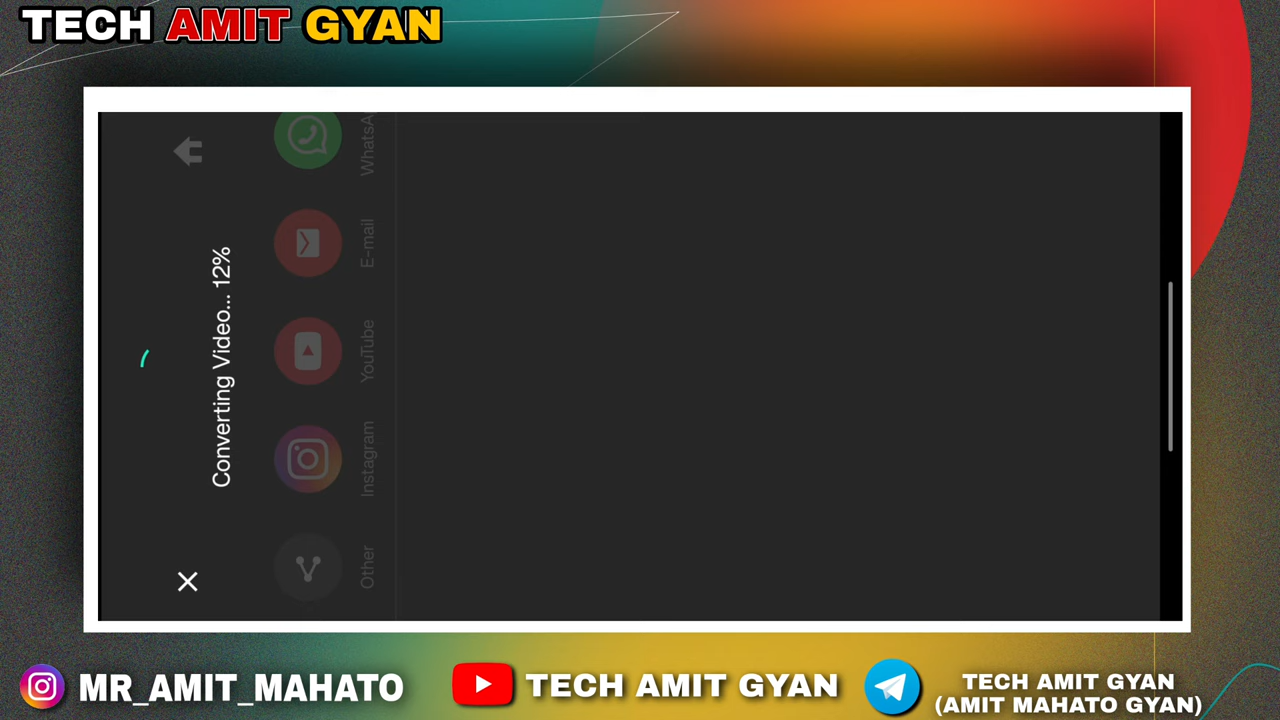 TECH AMIT GYAN
Converting Video... 12%
WhatsA
E-mail
YouTube
Instagram
Other
MR_AMIT_MAHATO
TECH AMIT GYAN
TECH AMIT GYAN
(AMIT MAHATO GYAN)